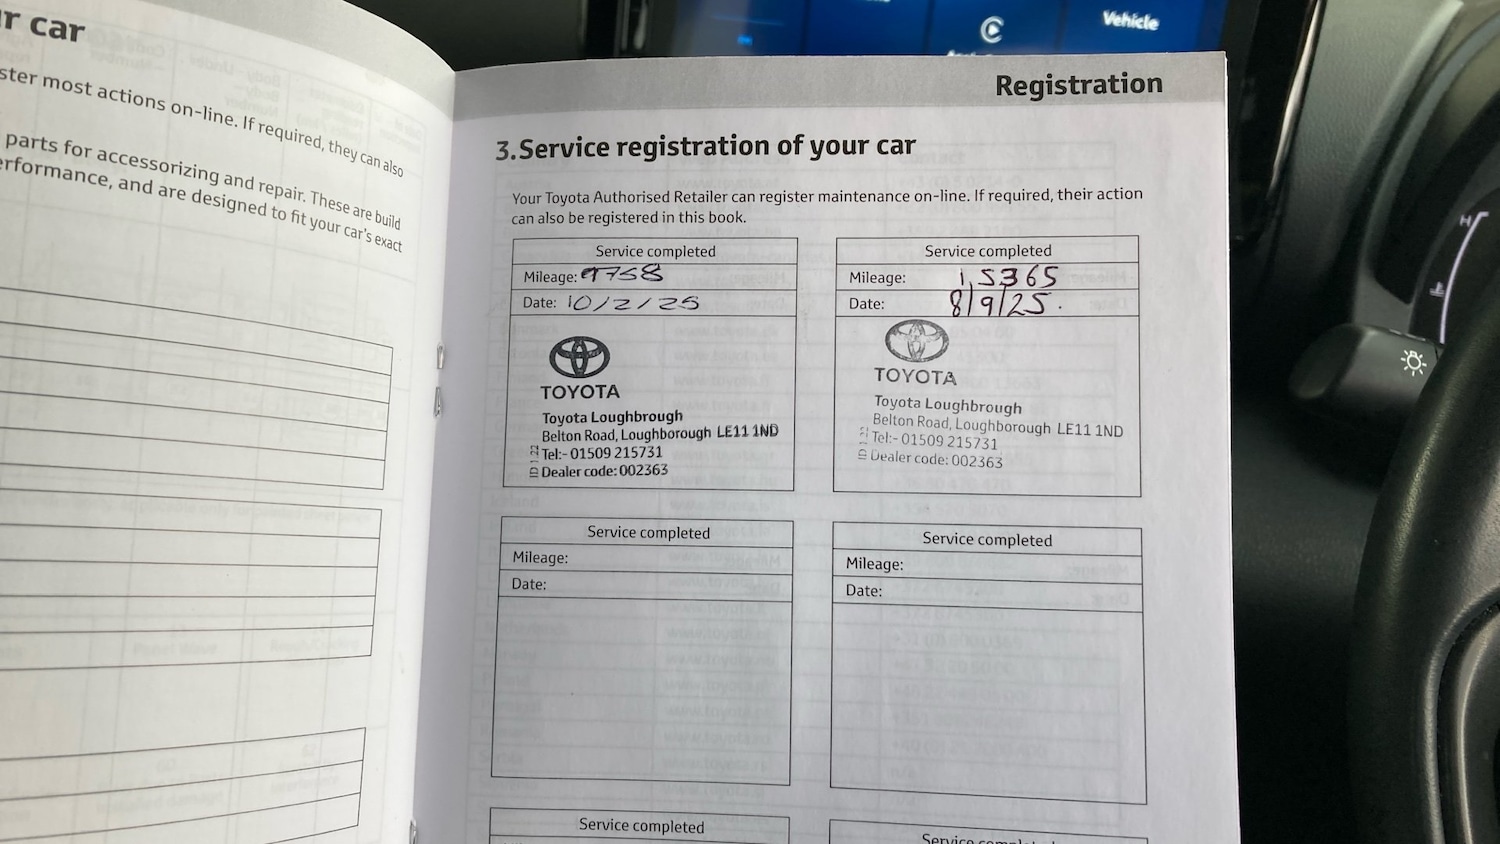 r car
ster most actions on-line. If required, they can also
parts for accessorizing and repair. These are build
erformance, and are designed to fit your car's exact
Vehicle
Registration
3. Service registration of your car
Your Toyota Authorised Retailer can register maintenance on-line. If required, their action
can also be registered in this book.
Service completed
Mileage: 9758
Date: 10/2/25
TOYOTA
Toyota Loughbrough
Belton Road, Loughborough LE11 1ND
Tel:- 01509 215731
Dealer code: 002363
Service completed
Mileage: 15365
Date: 8/9/25.
TOYOTA
Toyota Loughbrough
Belton Road, Loughborough LE11 1ND
Tel:- 01509 215731
Dealer code: 002363
Service completed
Mileage:
Date:
Service completed
Mileage:
Date:
Service completed
Service
H